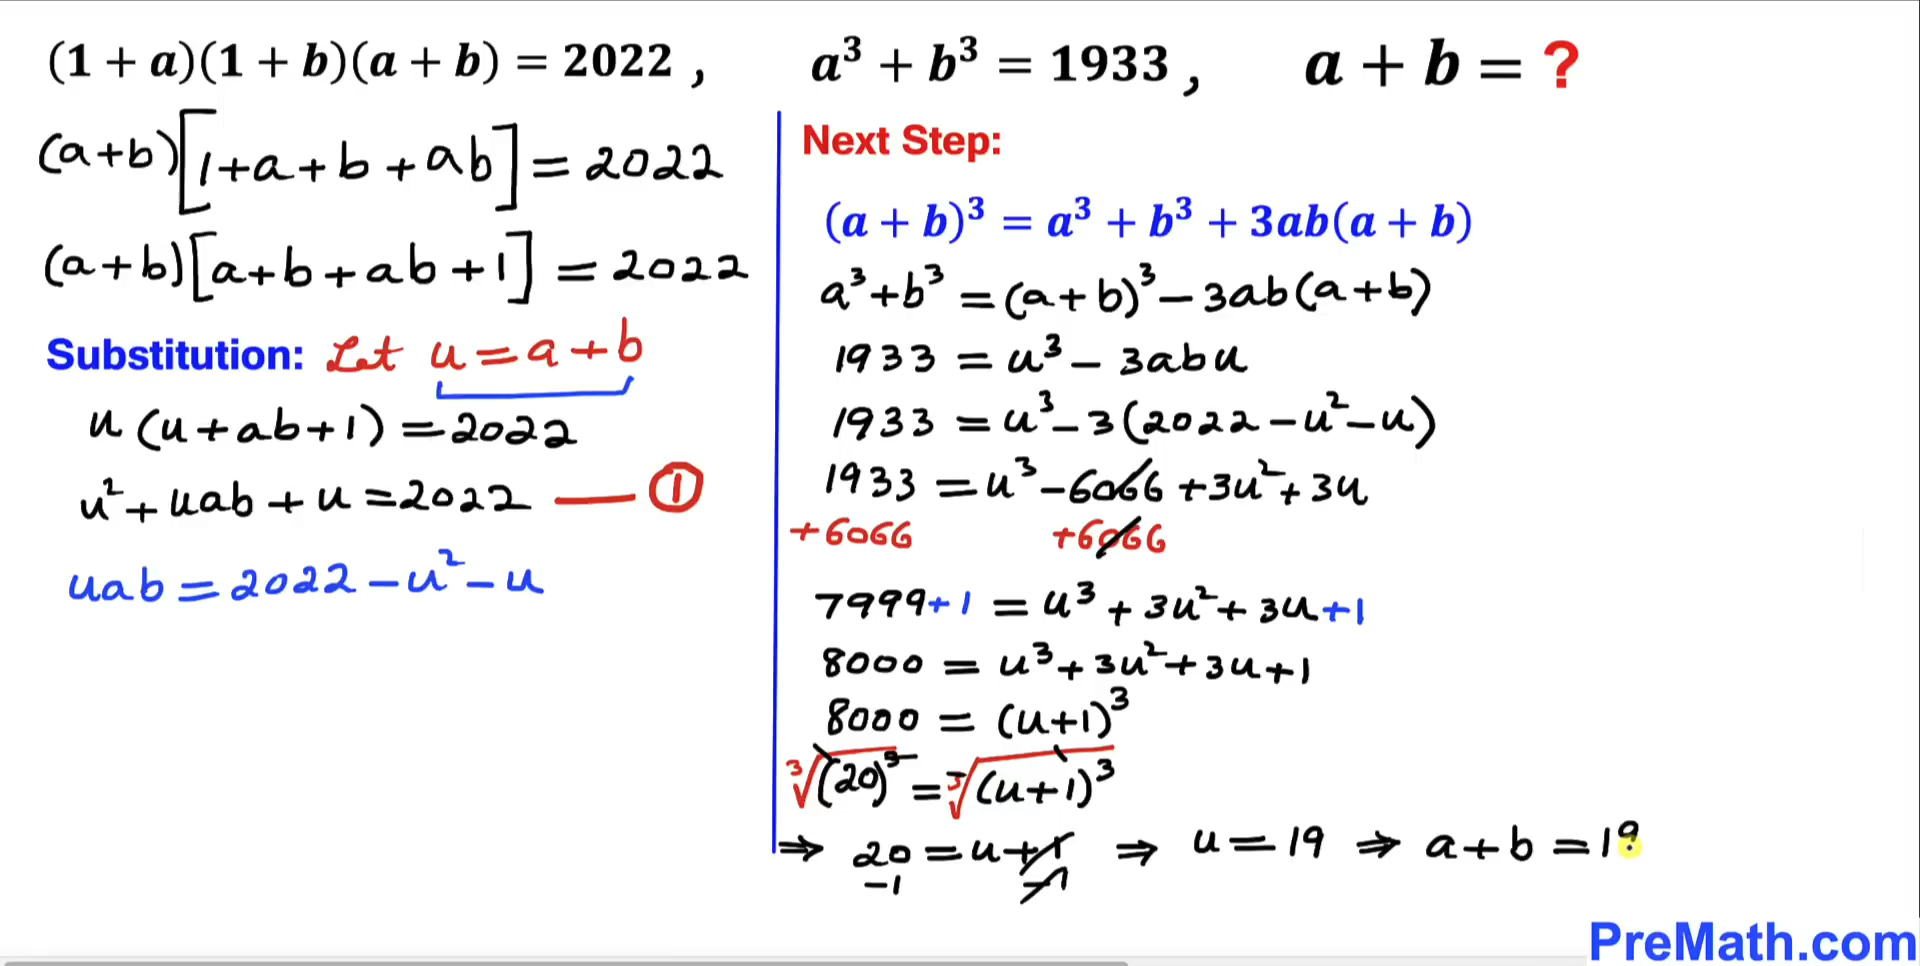 (1 + a)(1 + b)(a + b) = 2022 ,   a³ + b³ = 1933 ,   a + b = ?
(a+b)[1+a+b+ab] = 2022
(a+b)[a+b+ab+1] = 2022
Substitution: Let u = a+b
u(u+ab+1) = 2022
u²+uab+u = 2022 — ①
uab = 2022 – u² – u
Next Step:
(a + b)³ = a³ + b³ + 3ab(a + b)
a³+b³ = (a+b)³ – 3ab(a+b)
1933 = u³ – 3abu
1933 = u³ – 3(2022 – u² – u)
1933 = u³ – 6066 + 3u² + 3u
+6066   +6066
7999+1 = u³ + 3u² + 3u + 1
8000 = u³ + 3u² + 3u + 1
8000 = (u+1)³
∛(20)³ = ∛(u+1)³
⇒ 20 = u+1 ⇒ u = 19 ⇒ a+b = 19
–1   –1
PreMath.com